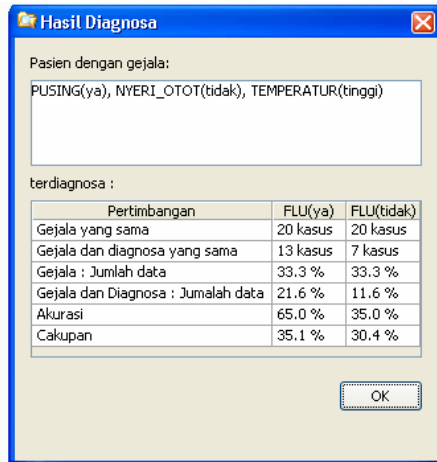 Hasil Diagnosa
Pasien dengan gejala:
PUSING(ya), NYERI_OTOT(tidak), TEMPERATUR(tinggi)
terdiagnosa :
Pertimbangan FLU(ya) FLU(tidak)
Gejala yang sama 20 kasus 20 kasus
Gejala dan diagnosa yang sama 13 kasus 7 kasus
Gejala : Jumlah data 33.3 % 33.3 %
Gejala dan Diagnosa : Jumalah data 21.6 % 11.6 %
Akurasi 65.0 % 35.0 %
Cakupan 35.1 % 30.4 %
OK